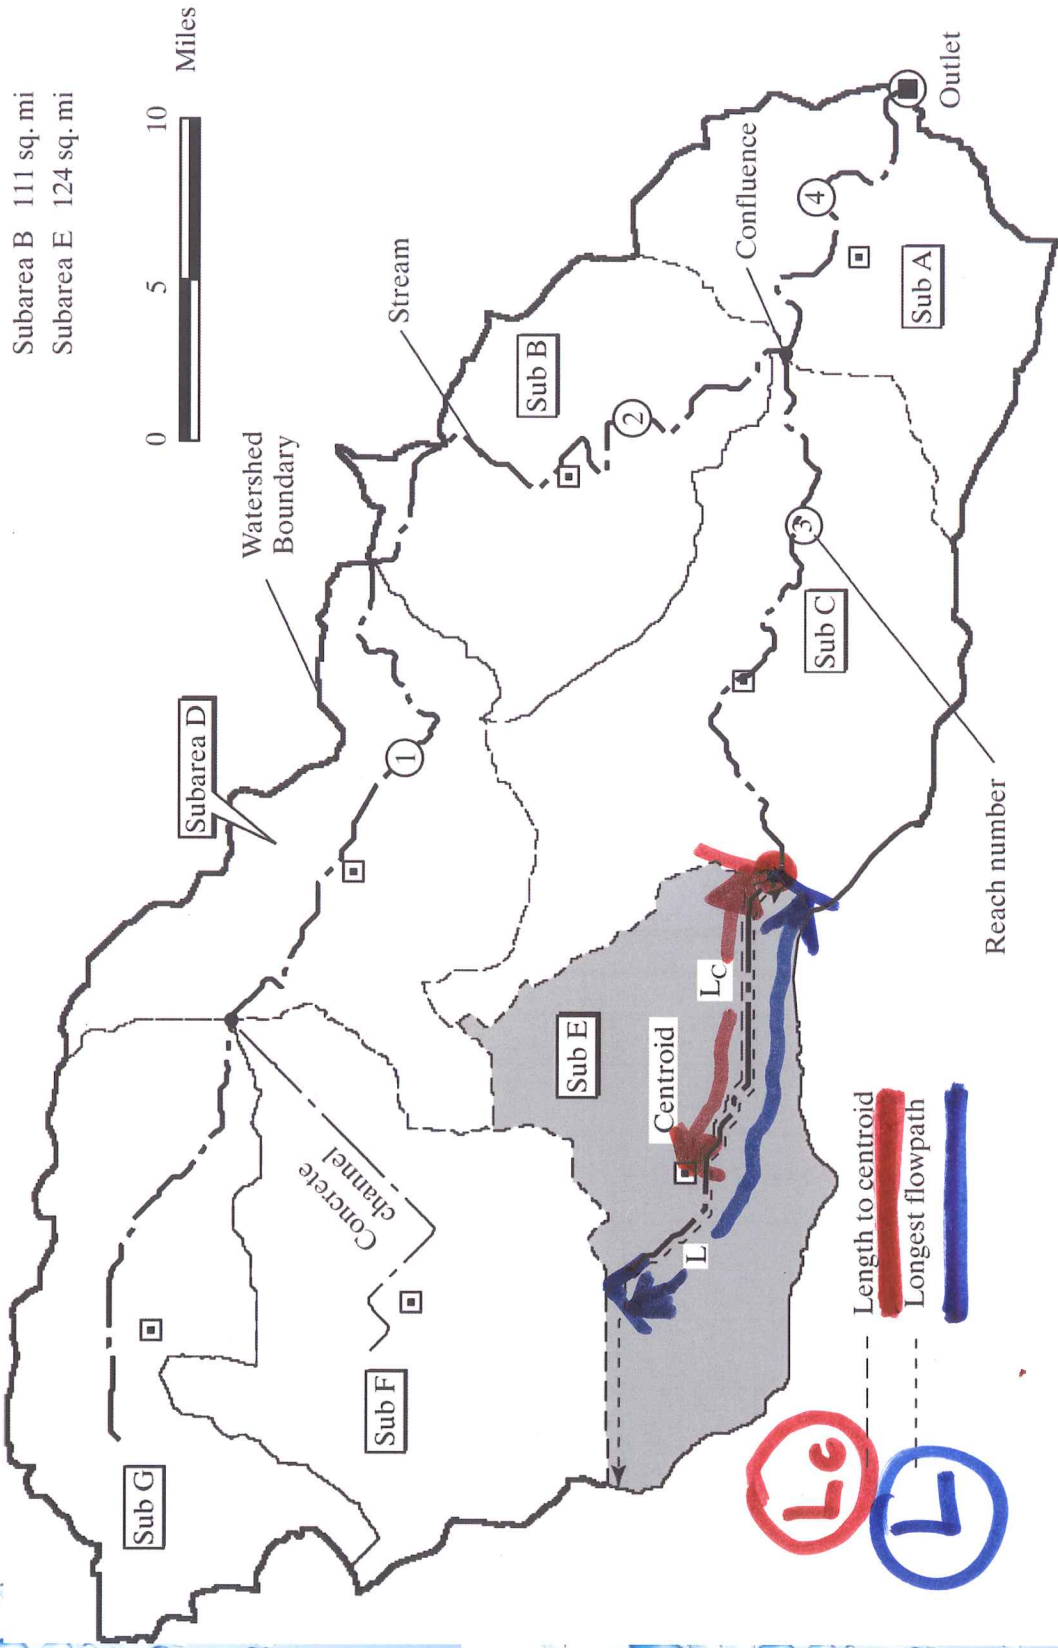 Subarea B 111 sq. mi
Subarea E 124 sq. mi
0 5 10
Miles
Watershed
Boundary
Stream
Subarea D
Sub G
Sub F
Concrete
channel
1
Sub B
2
Confluence
4
Outlet
Sub A
Sub E
Centroid
L
LC
Sub C
3
Reach number
Lc
Length to centroid
L
Longest flowpath